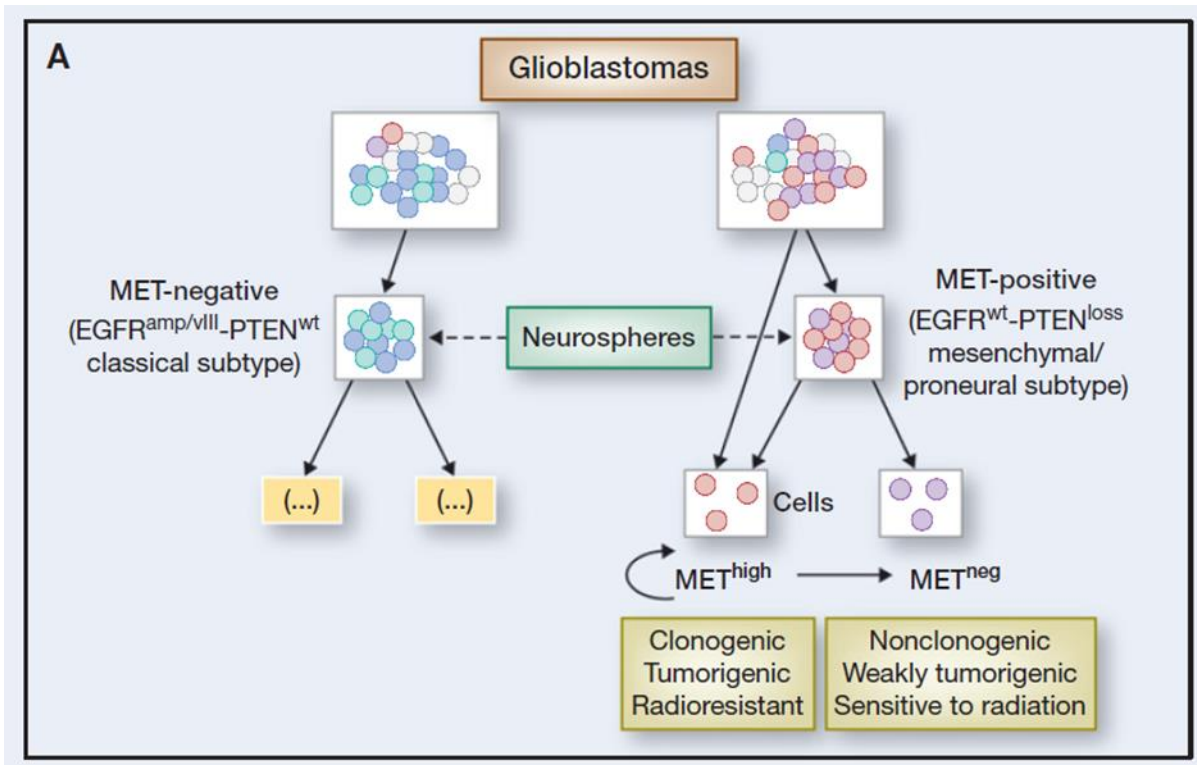 A
Glioblastomas
MET-negative
(EGFRamp/vIII-PTENwt
classical subtype)
Neurospheres
MET-positive
(EGFRwt-PTENloss
mesenchymal/
proneural subtype)
(...)
(...)
Cells
METhigh
METneg
Clonogenic
Tumorigenic
Radioresistant
Nonclonogenic
Weakly tumorigenic
Sensitive to radiation